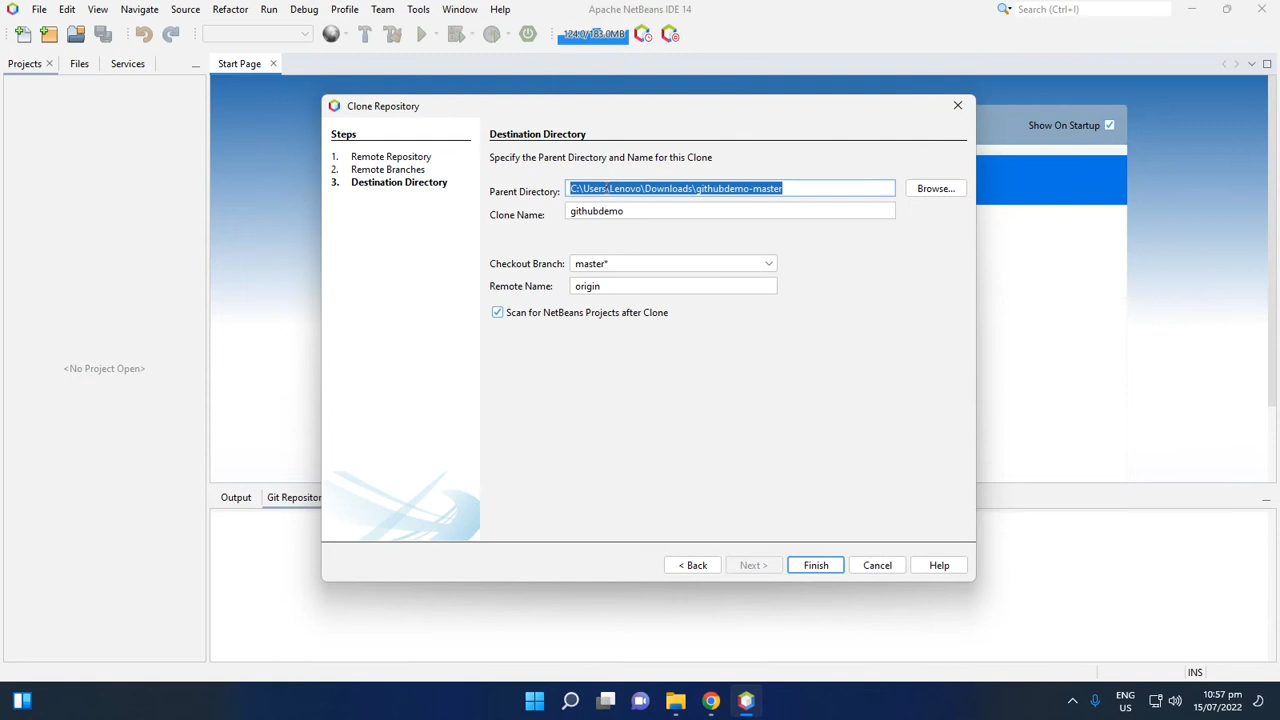 File Edit View Navigate Source Refactor Run Debug Profile Team Tools Window Help
Apache NetBeans IDE 14
Search (Ctrl+I)
124.0/183.0MB
Projects Files Services
Start Page
Show On Startup
Clone Repository
Steps
1. Remote Repository
2. Remote Branches
3. Destination Directory
Destination Directory
Specify the Parent Directory and Name for this Clone
Parent Directory: C:\Users\Lenovo\Downloads\githubdemo-master
Browse...
Clone Name: githubdemo
Checkout Branch: master*
Remote Name: origin
Scan for NetBeans Projects after Clone
<No Project Open>
Output Git Repositor
< Back Next > Finish Cancel Help
INS
ENG
US
10:57 pm
15/07/2022